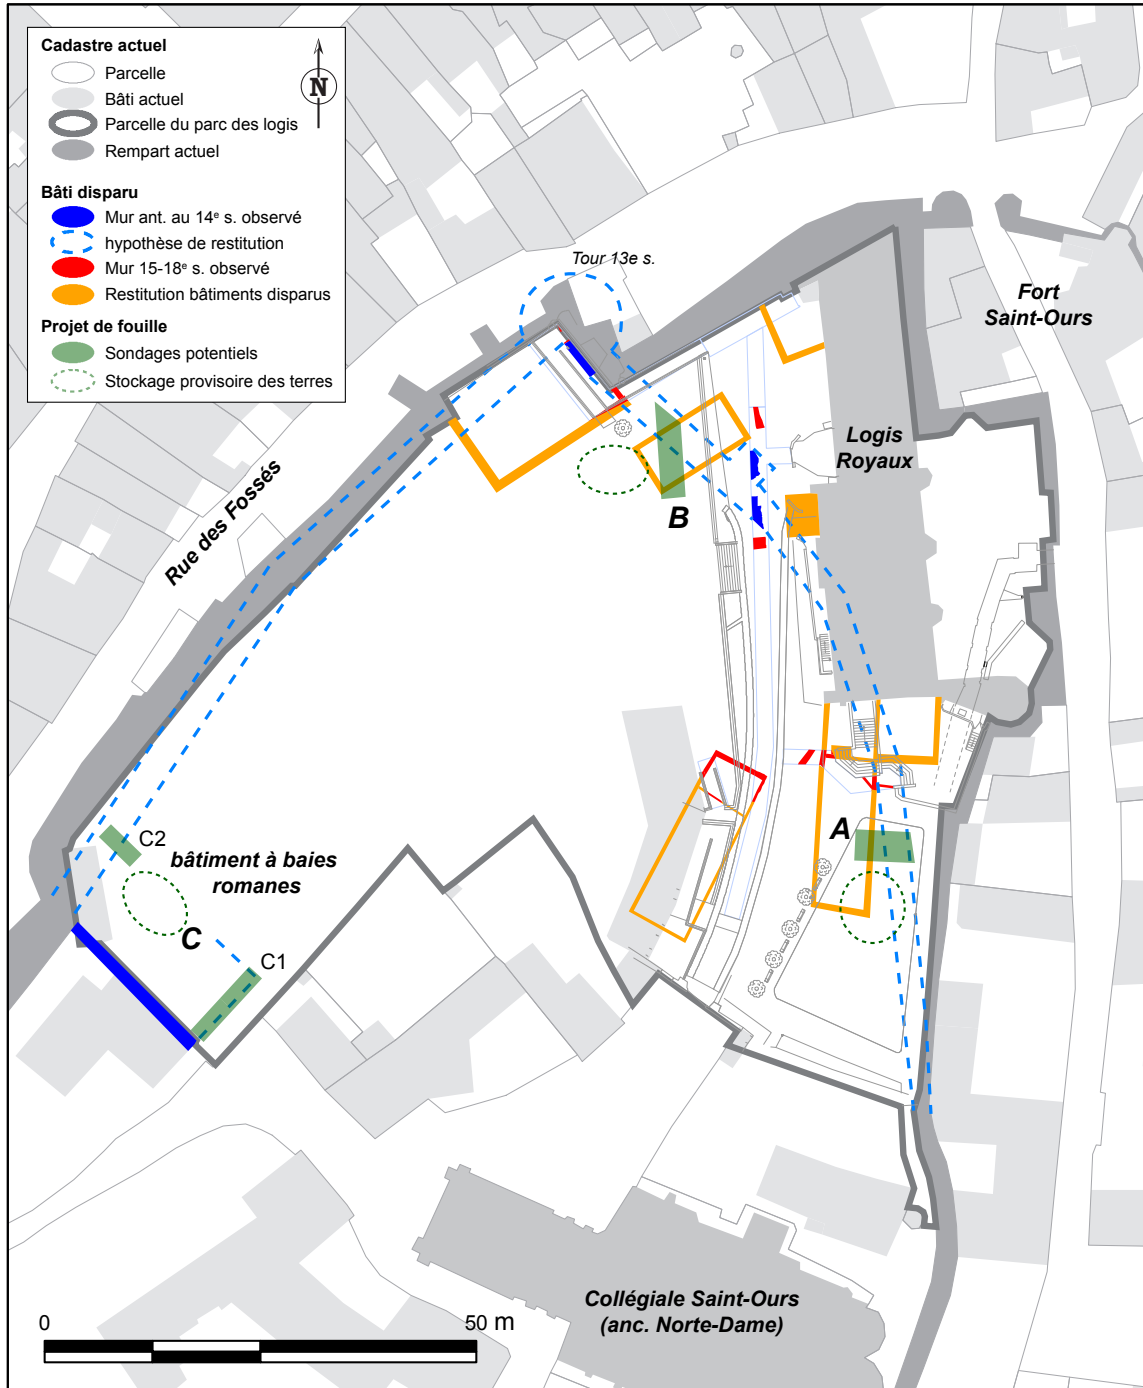 Cadastre actuel
Parcelle
Bâti actuel
Parcelle du parc des logis
Rempart actuel
N
Bâti disparu
Mur ant. au 14e s. observé
hypothèse de restitution
Mur 15-18e s. observé
Restitution bâtiments disparus
Projet de fouille
Sondages potentiels
Stockage provisoire des terres
Tour 13e s.
Fort
Saint-Ours
Logis
Royaux
Rue des Fossés
B
A
C2
bâtiment à baies
romanes
C
C1
Collégiale Saint-Ours
(anc. Norte-Dame)
0
50 m